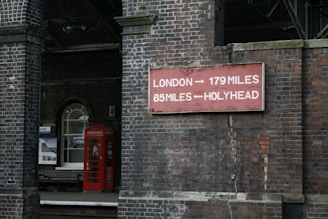 LONDON → 179 MILES
85 MILES ← HOLYHEAD